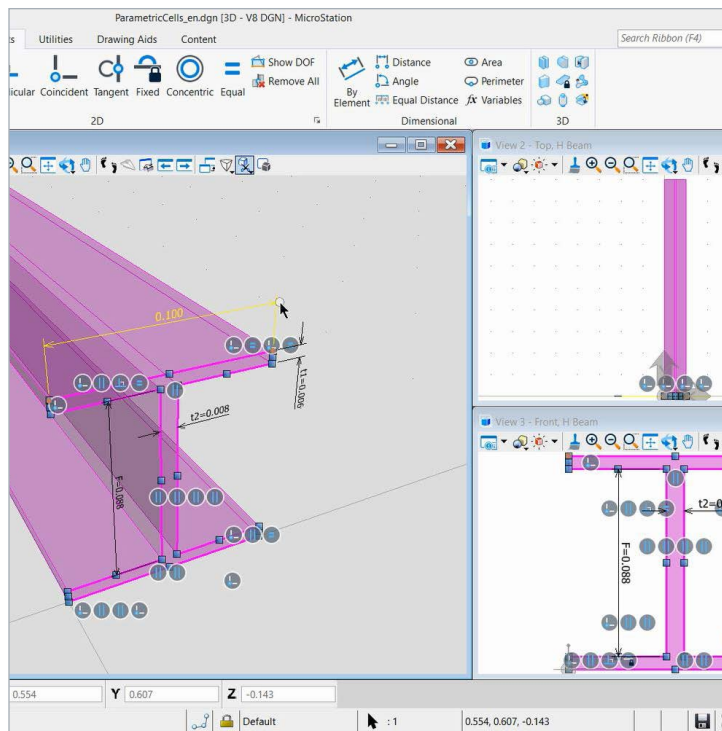 ParametricCells_en.dgn [3D - V8 DGN] - MicroStation
Utilities Drawing Aids Content
Search Ribbon (F4)
Coincident Tangent Fixed Concentric Equal
Show DOF
Remove All
2D
By Element
Distance
Angle
Equal Distance
Area
Perimeter
fx Variables
Dimensional
3D
View 2 - Top, H Beam
0.100
t1=0.006
t2=0.008
F=0.088
View 3 - Front, H Beam
F=0.088
0.554 Y 0.607 Z -0.143
Default : 1 0.554, 0.607, -0.143